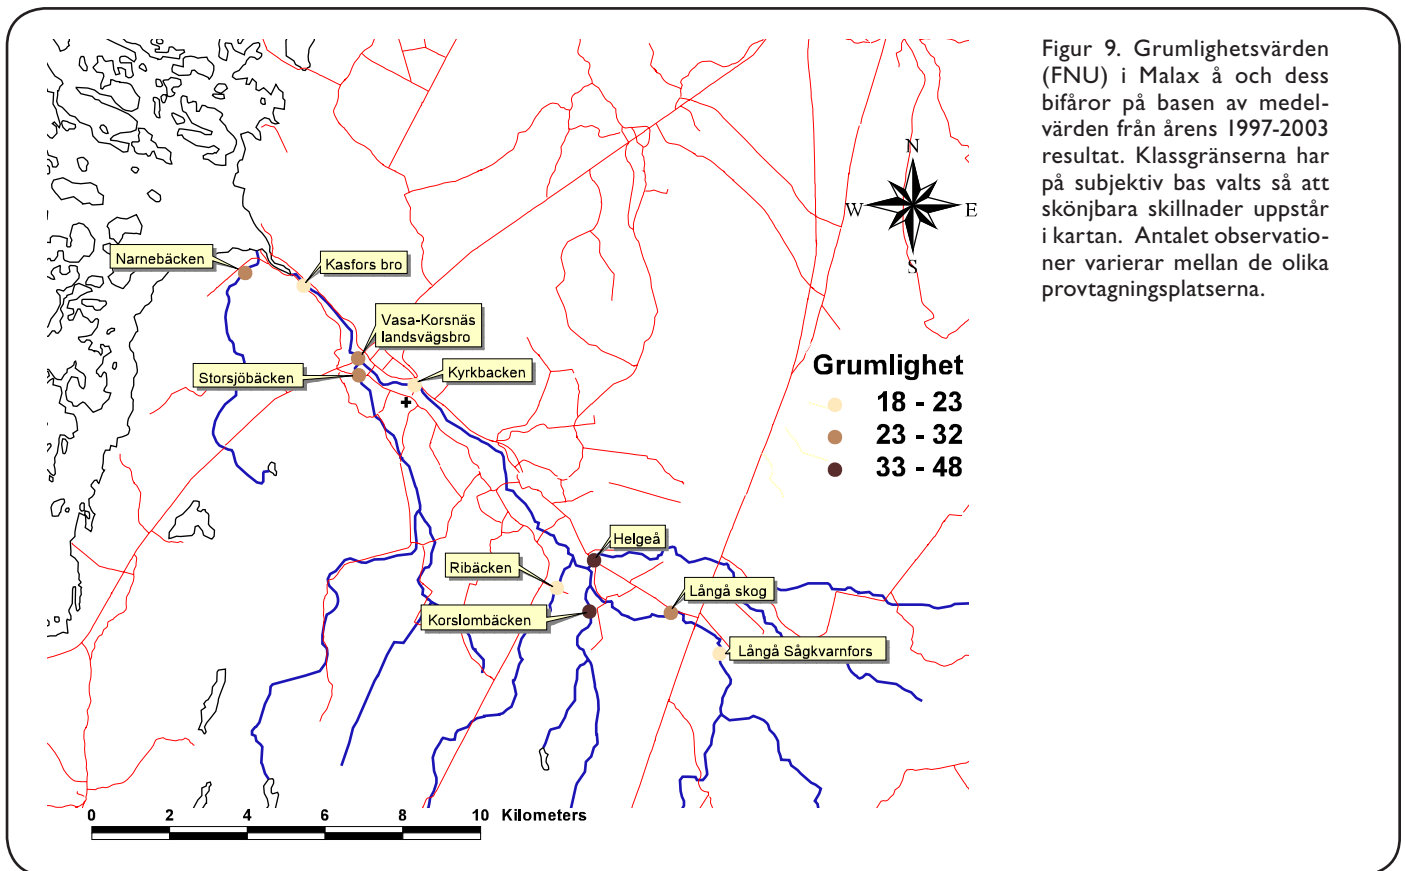 Figur 9. Grumlighetsvärden
(FNU) i Malax å och dess
bifåror på basen av medel-
värden från årens 1997-2003
resultat. Klassgränserna har
på subjektiv bas valts så att
skönjbara skillnader uppstår
i kartan. Antalet observatio-
ner varierar mellan de olika
provtagningsplatserna.
N
W
E
S
Narnebäcken
Kasfors bro
Vasa-Korsnäs
landsvägsbro
Storsjöbäcken
Kyrkbacken
Grumlighet
18 - 23
23 - 32
33 - 48
Helgeå
Ribäcken
Långå skog
Korslombäcken
Långå Sågkvarnfors
0 2 4 6 8 10 Kilometers